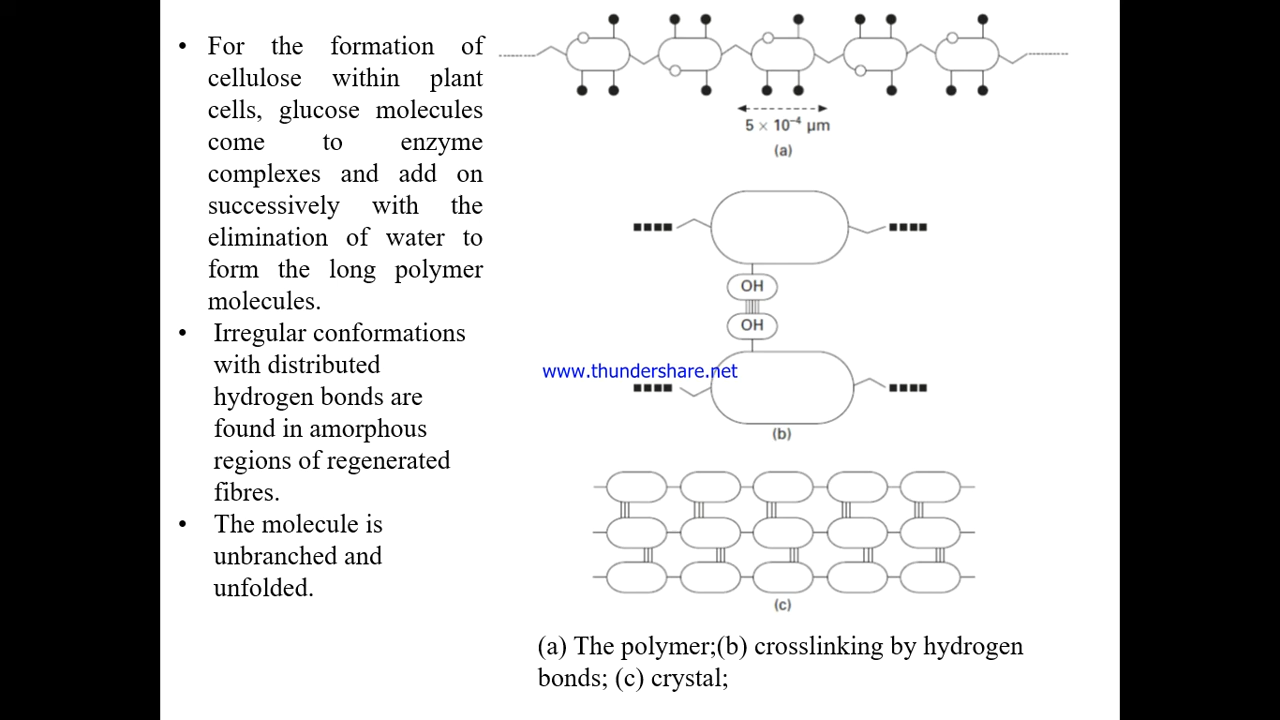 • For the formation of
cellulose within plant
cells, glucose molecules
come to enzyme
complexes and add on
successively with the
elimination of water to
form the long polymer
molecules.
• Irregular conformations
with distributed
hydrogen bonds are
found in amorphous
regions of regenerated
fibres.
• The molecule is
unbranched and
unfolded.
5 × 10⁻⁴ μm
(a)
OH
OH
www.thundershare.net
(b)
(c)
(a) The polymer;(b) crosslinking by hydrogen
bonds; (c) crystal;